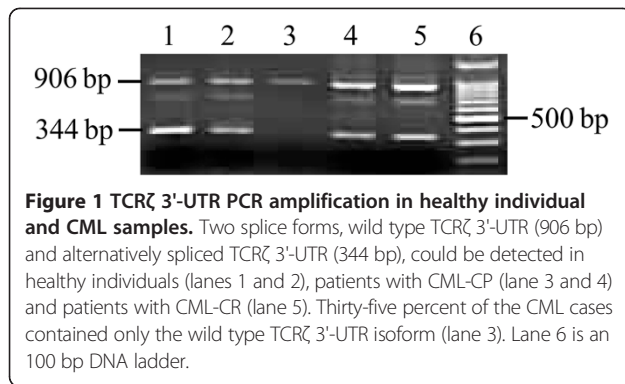 1 2 3 4 5 6
906 bp
500 bp
344 bp
Figure 1 TCRζ 3'-UTR PCR amplification in healthy individual
and CML samples. Two splice forms, wild type TCRζ 3'-UTR (906 bp)
and alternatively spliced TCRζ 3'-UTR (344 bp), could be detected in
healthy individuals (lanes 1 and 2), patients with CML-CP (lane 3 and 4)
and patients with CML-CR (lane 5). Thirty-five percent of the CML cases
contained only the wild type TCRζ 3'-UTR isoform (lane 3). Lane 6 is an
100 bp DNA ladder.